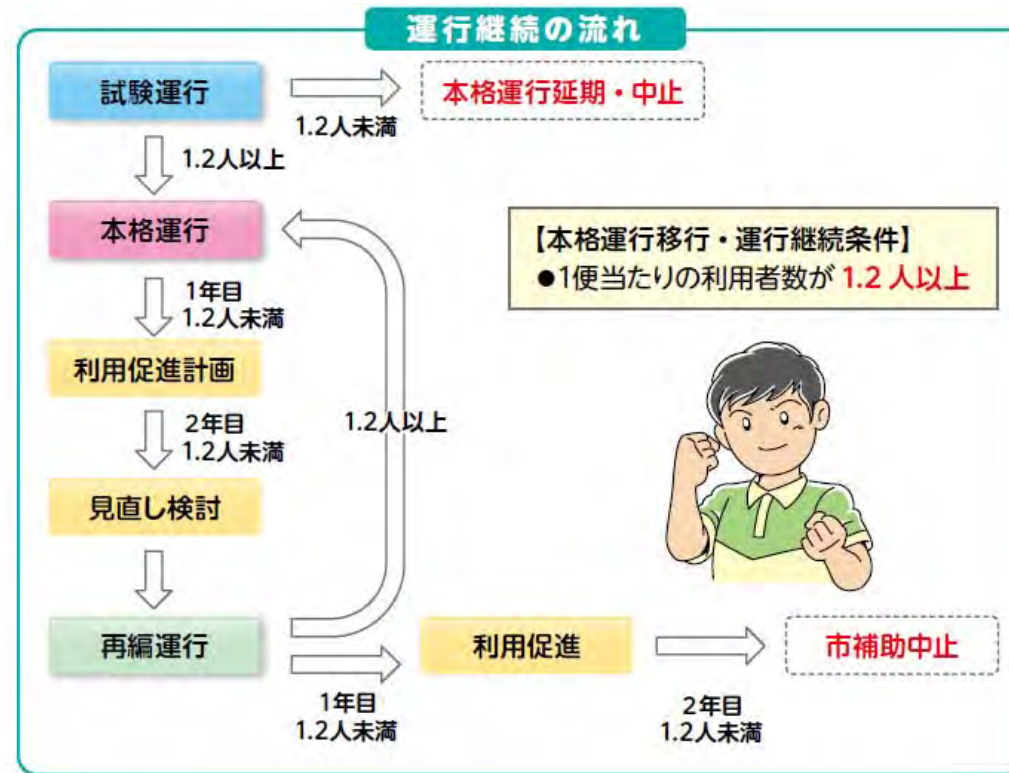 運行継続の流れ
試験運行
1.2人未満
本格運行延期・中止
1.2人以上
本格運行
【本格運行移行・運行継続条件】
●1便当たりの利用者数が 1.2 人以上
1年目
1.2人未満
利用促進計画
2年目
1.2人未満
1.2人以上
見直し検討
再編運行
1年目
1.2人未満
利用促進
2年目
1.2人未満
市補助中止